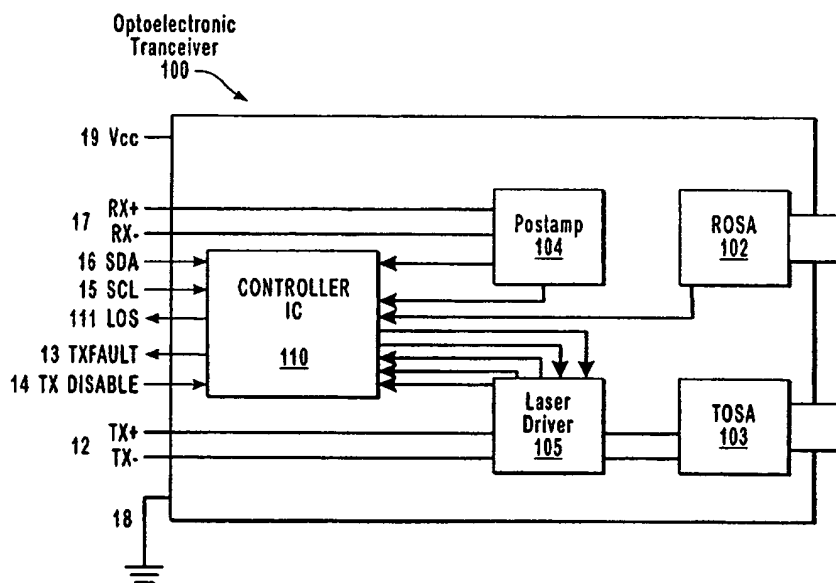 Optoelectronic
Tranceiver
100
19 Vcc
17
RX+
RX-
16 SDA
15 SCL
111 LOS
13 TXFAULT
14 TX DISABLE
12
TX+
TX-
18
CONTROLLER
IC
110
Postamp
104
ROSA
102
Laser
Driver
105
TOSA
103